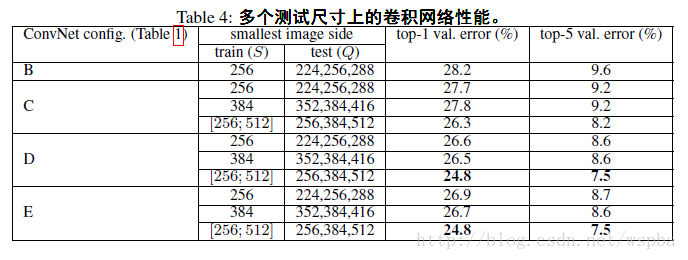 Table 4: 多个测试尺寸上的卷积网络性能。
ConvNet config. (Table 1) smallest image side top-1 val. error (%) top-5 val. error (%)
train (S) test (Q)
B 256 224,256,288 28.2 9.6
C 256 224,256,288 27.7 9.2
384 352,384,416 27.8 9.2
[256; 512] 256,384,512 26.3 8.2
D 256 224,256,288 26.6 8.6
384 352,384,416 26.5 8.6
[256; 512] 256,384,512 24.8 7.5
E 256 224,256,288 26.9 8.7
384 352,384,416 26.7 8.6
[256; 512] 256,384,512 24.8 7.5
http://blog.csdn.net/wspba